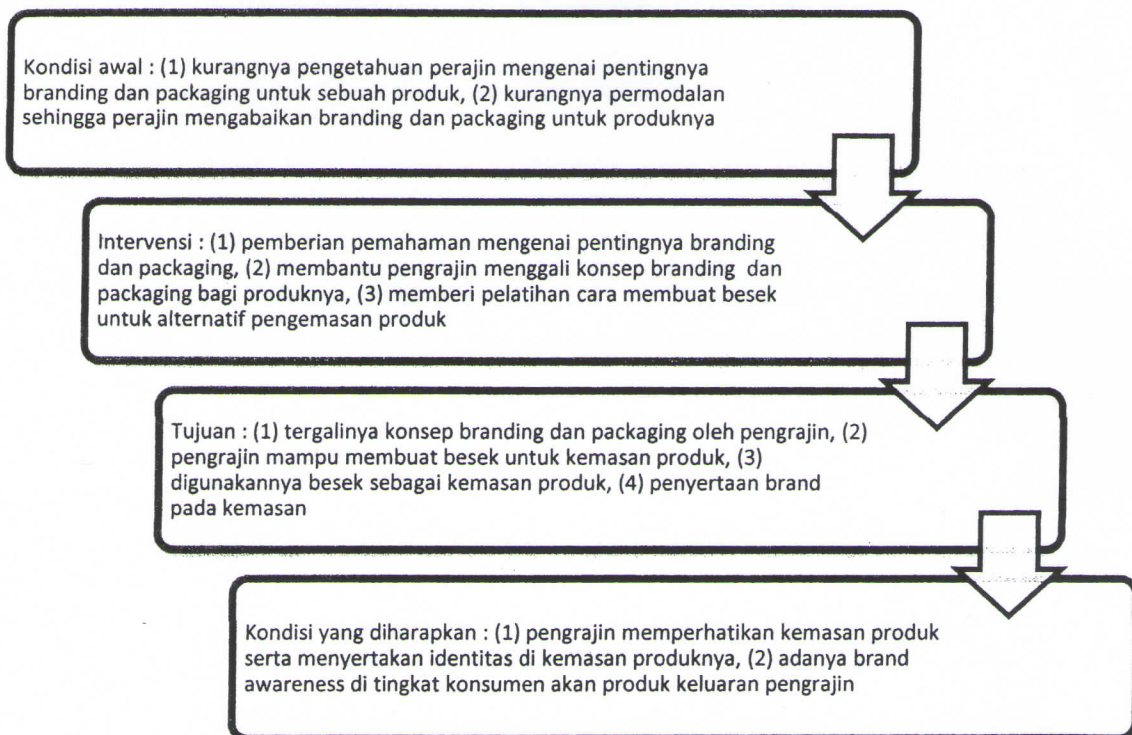 Kondisi awal : (1) kurangnya pengetahuan perajin mengenai pentingnya
branding dan packaging untuk sebuah produk, (2) kurangnya permodalan
sehingga perajin mengabaikan branding dan packaging untuk produknya
Intervensi : (1) pemberian pemahaman mengenai pentingnya branding
dan packaging, (2) membantu pengrajin menggali konsep branding dan
packaging bagi produknya, (3) memberi pelatihan cara membuat besek
untuk alternatif pengemasan produk
Tujuan : (1) tergalinya konsep branding dan packaging oleh pengrajin, (2)
pengrajin mampu membuat besek untuk kemasan produk, (3)
digunakannya besek sebagai kemasan produk, (4) penyertaan brand
pada kemasan
Kondisi yang diharapkan : (1) pengrajin memperhatikan kemasan produk
serta menyertakan identitas di kemasan produknya, (2) adanya brand
awareness di tingkat konsumen akan produk keluaran pengrajin